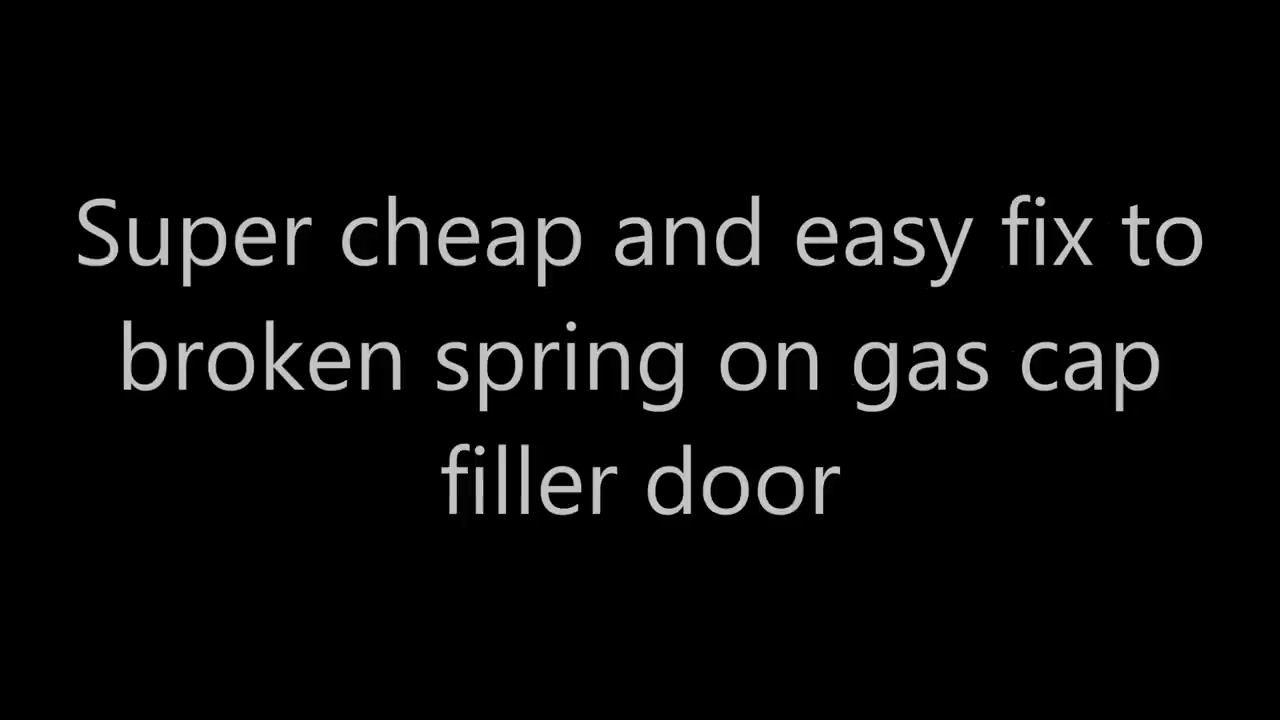 Super cheap and easy fix to
broken spring on gas cap
filler door